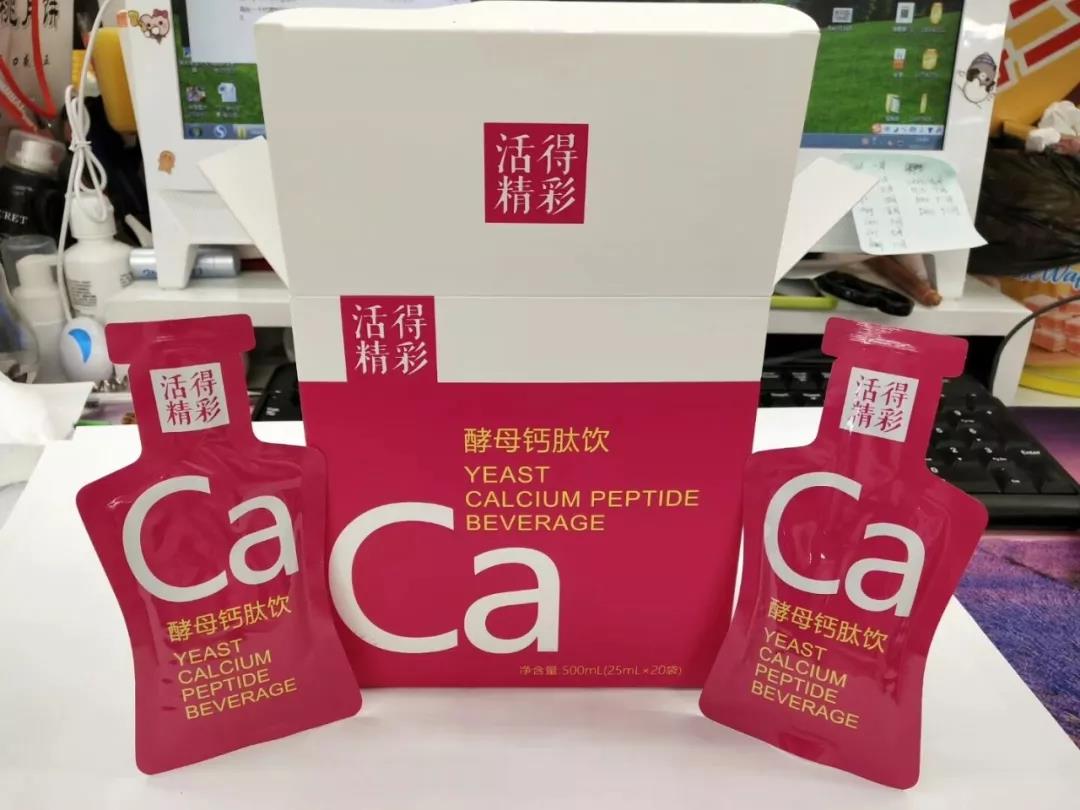 活得
精彩
活得
精彩
酵母钙肽饮
YEAST
CALCIUM PEPTIDE
BEVERAGE
Ca
净含量:500mL(25mL×20袋)
活得
精彩
Ca
酵母钙肽饮
YEAST
CALCIUM
PEPTIDE
BEVERAGE
活得
精彩
Ca
酵母钙肽饮
YEAST
CALCIUM
PEPTIDE
BEVERAGE
Enter